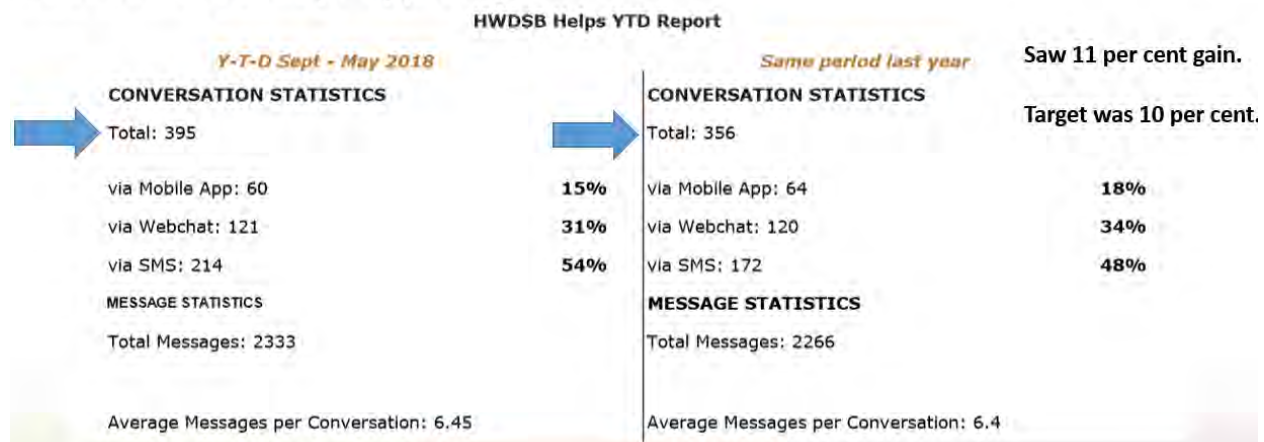 HWDSB Helps YTD Report
Y-T-D Sept - May 2018
CONVERSATION STATISTICS
Total: 395
via Mobile App: 60 15%
via Webchat: 121 31%
via SMS: 214 54%
MESSAGE STATISTICS
Total Messages: 2333
Average Messages per Conversation: 6.45
Same period last year
CONVERSATION STATISTICS
Total: 356
via Mobile App: 64 18%
via Webchat: 120 34%
via SMS: 172 48%
MESSAGE STATISTICS
Total Messages: 2266
Average Messages per Conversation: 6.4
Saw 11 per cent gain.
Target was 10 per cent.